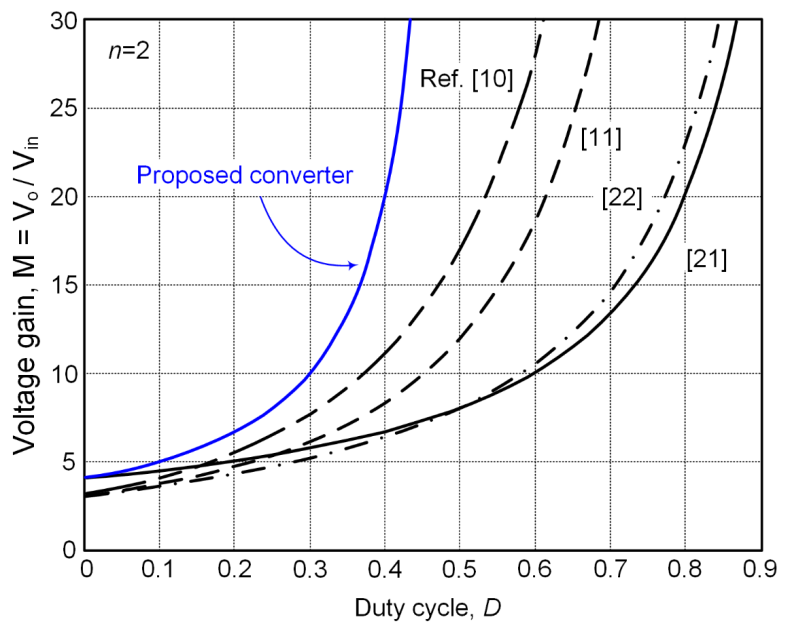 n=2
Ref. [10]
[11]
Proposed converter
[22]
[21]
Voltage gain, M = Vo / Vin
30
25
20
15
10
5
0
0 0.1 0.2 0.3 0.4 0.5 0.6 0.7 0.8 0.9
Duty cycle, D